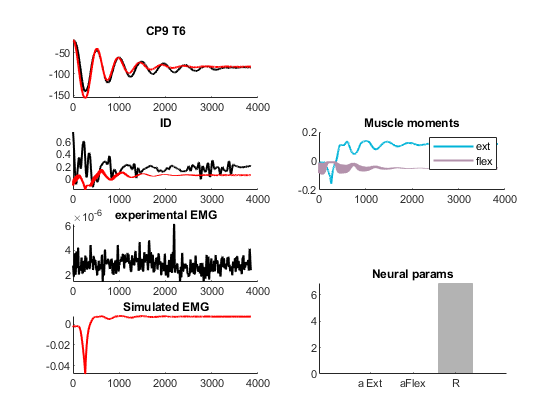 CP9 T6
-50
-100
-150
0 1000 2000 3000 4000
ID
0.6
0.4
0.2
0
0 1000 2000 3000 4000
Muscle moments
0.2
0
-0.2
ext
flex
0 1000 2000 3000 4000
×10^-6
experimental EMG
6
4
2
0 1000 2000 3000 4000
Simulated EMG
0
-0.02
-0.04
0 1000 2000 3000 4000
Neural params
6
4
2
0
a Ext aFlex R